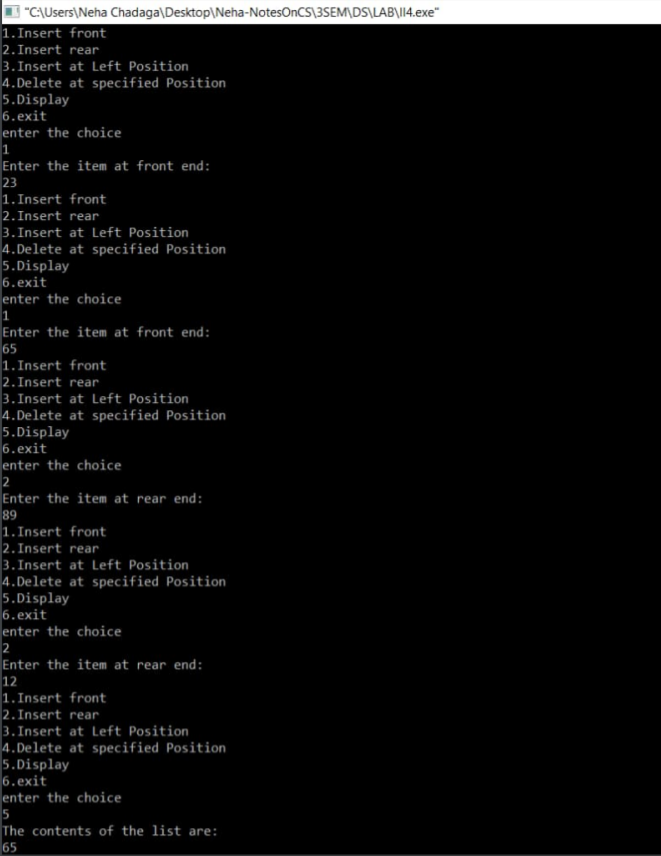 "C:\Users\Neha Chadaga\Desktop\Neha-NotesOnCS\3SEM\DS\LAB\ll4.exe"
1.Insert front
2.Insert rear
3.Insert at Left Position
4.Delete at specified Position
5.Display
6.exit
enter the choice
1
Enter the item at front end:
23
1.Insert front
2.Insert rear
3.Insert at Left Position
4.Delete at specified Position
5.Display
6.exit
enter the choice
1
Enter the item at front end:
65
1.Insert front
2.Insert rear
3.Insert at Left Position
4.Delete at specified Position
5.Display
6.exit
enter the choice
2
Enter the item at rear end:
89
1.Insert front
2.Insert rear
3.Insert at Left Position
4.Delete at specified Position
5.Display
6.exit
enter the choice
2
Enter the item at rear end:
12
1.Insert front
2.Insert rear
3.Insert at Left Position
4.Delete at specified Position
5.Display
6.exit
enter the choice
5
The contents of the list are:
65